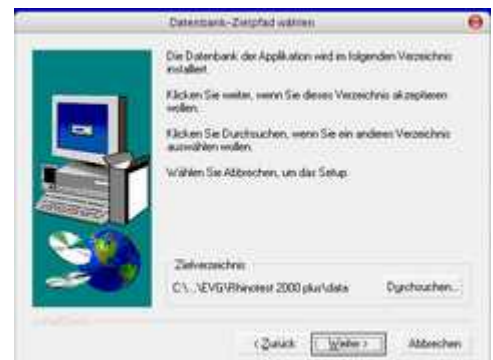 Datenbank-Zielpfad wählen
Die Datenbank der Applikation wird im folgenden Verzeichnis
installiert.
Klicken Sie weiter, wenn Sie dieses Verzeichnis akzeptieren
wollen.
Klicken Sie Durchsuchen, wenn Sie ein anderes Verzeichnis
auswählen wollen.
Wählen Sie Abbrechen, um das Setup.
Zielverzeichnis
C:\...\EVG\Rhinotest 2000 plus\data
Durchsuchen...
< Zurück
Weiter >
Abbrechen